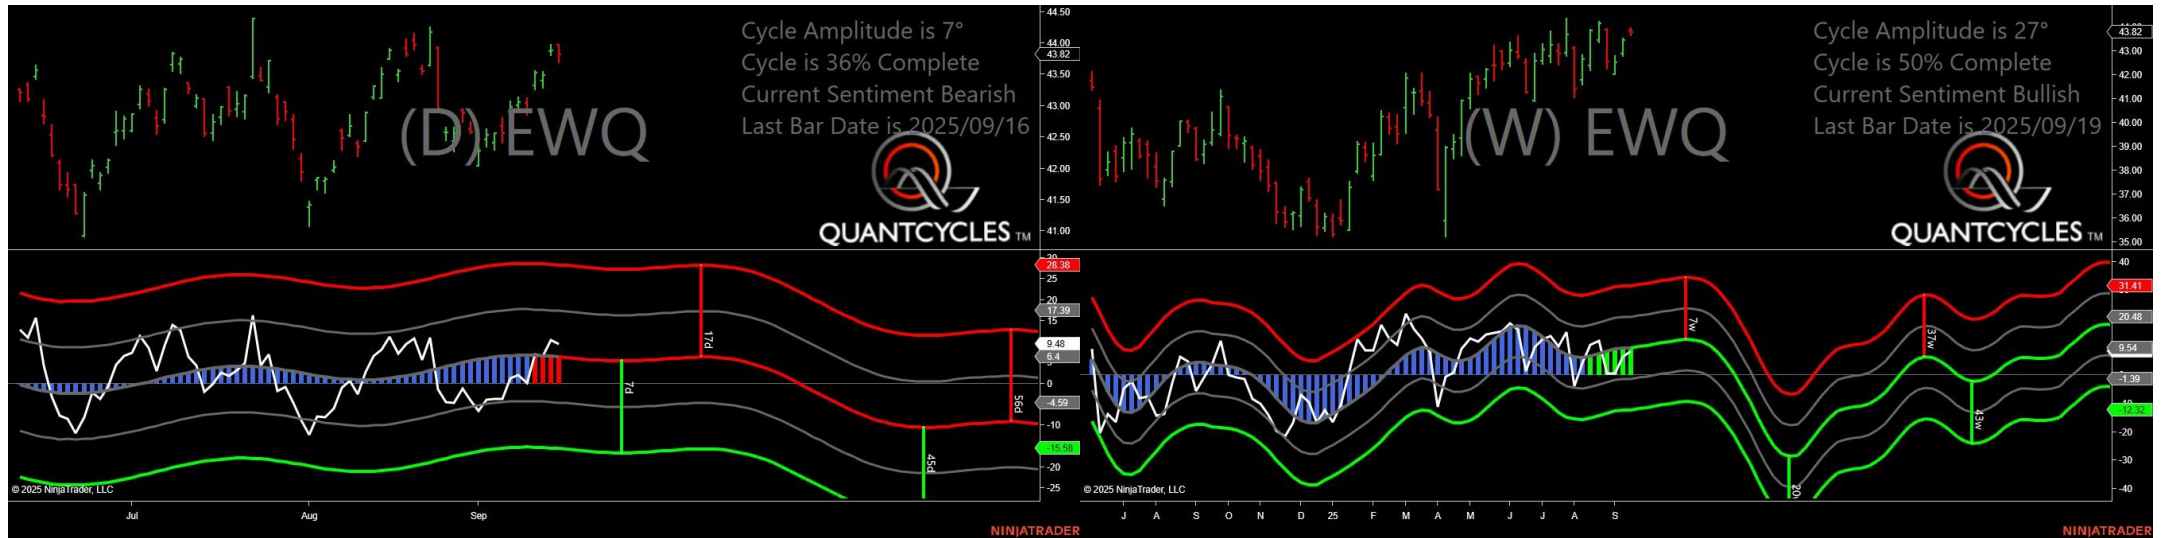 Cycle Amplitude is 7°
Cycle is 36% Complete
Current Sentiment Bearish
Last Bar Date is 2025/09/16
(D) EWQ
QUANTCYCLES TM
44.50
44.00
43.82
43.50
43.00
42.50
42.00
41.50
41.00
28.38
25
20
17.39
15
9.48
6.4
0
-4.59
-10
-15.58
-20
-25
17d
7d
56d
45d
© 2025 NinjaTrader, LLC
Jul
Aug
Sep
NINJATRADER
Cycle Amplitude is 27°
Cycle is 50% Complete
Current Sentiment Bullish
Last Bar Date is 2025/09/19
(W) EWQ
QUANTCYCLES TM
43.82
43.00
42.00
41.00
40.00
39.00
38.00
37.00
36.00
35.00
40
31.41
20.48
9.54
-1.39
-12.32
-20
-30
-40
7w
37w
43w
© 2025 NinjaTrader, LLC
J A S O N D 25 F M A M J J A S
NINJATRADER